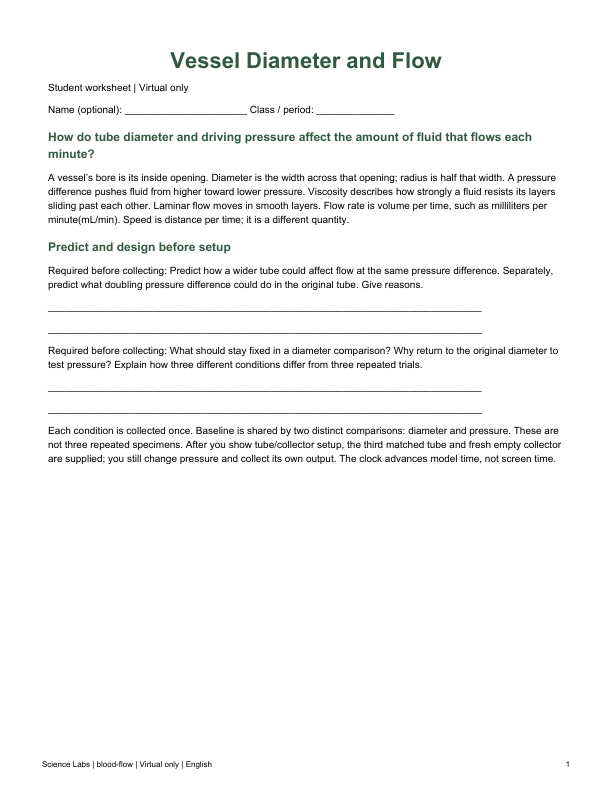 Vessel Diameter and Flow
Student worksheet | Virtual only
Name (optional): ______________________ Class / period: ______________
How do tube diameter and driving pressure affect the amount of fluid that flows each
minute?
A vessel’s bore is its inside opening. Diameter is the width across that opening; radius is half that width. A pressure
difference pushes fluid from higher toward lower pressure. Viscosity describes how strongly a fluid resists its layers
sliding past each other. Laminar flow moves in smooth layers. Flow rate is volume per time, such as milliliters per
minute(mL/min). Speed is distance per time; it is a different quantity.
Predict and design before setup
Required before collecting: Predict how a wider tube could affect flow at the same pressure difference. Separately,
predict what doubling pressure difference could do in the original tube. Give reasons.
Required before collecting: What should stay fixed in a diameter comparison? Why return to the original diameter to
test pressure? Explain how three different conditions differ from three repeated trials.
Each condition is collected once. Baseline is shared by two distinct comparisons: diameter and pressure. These are
not three repeated specimens. After you show tube/collector setup, the third matched tube and fresh empty collector
are supplied; you still change pressure and collect its own output. The clock advances model time, not screen time.
Science Labs | blood-flow | Virtual only | English
1